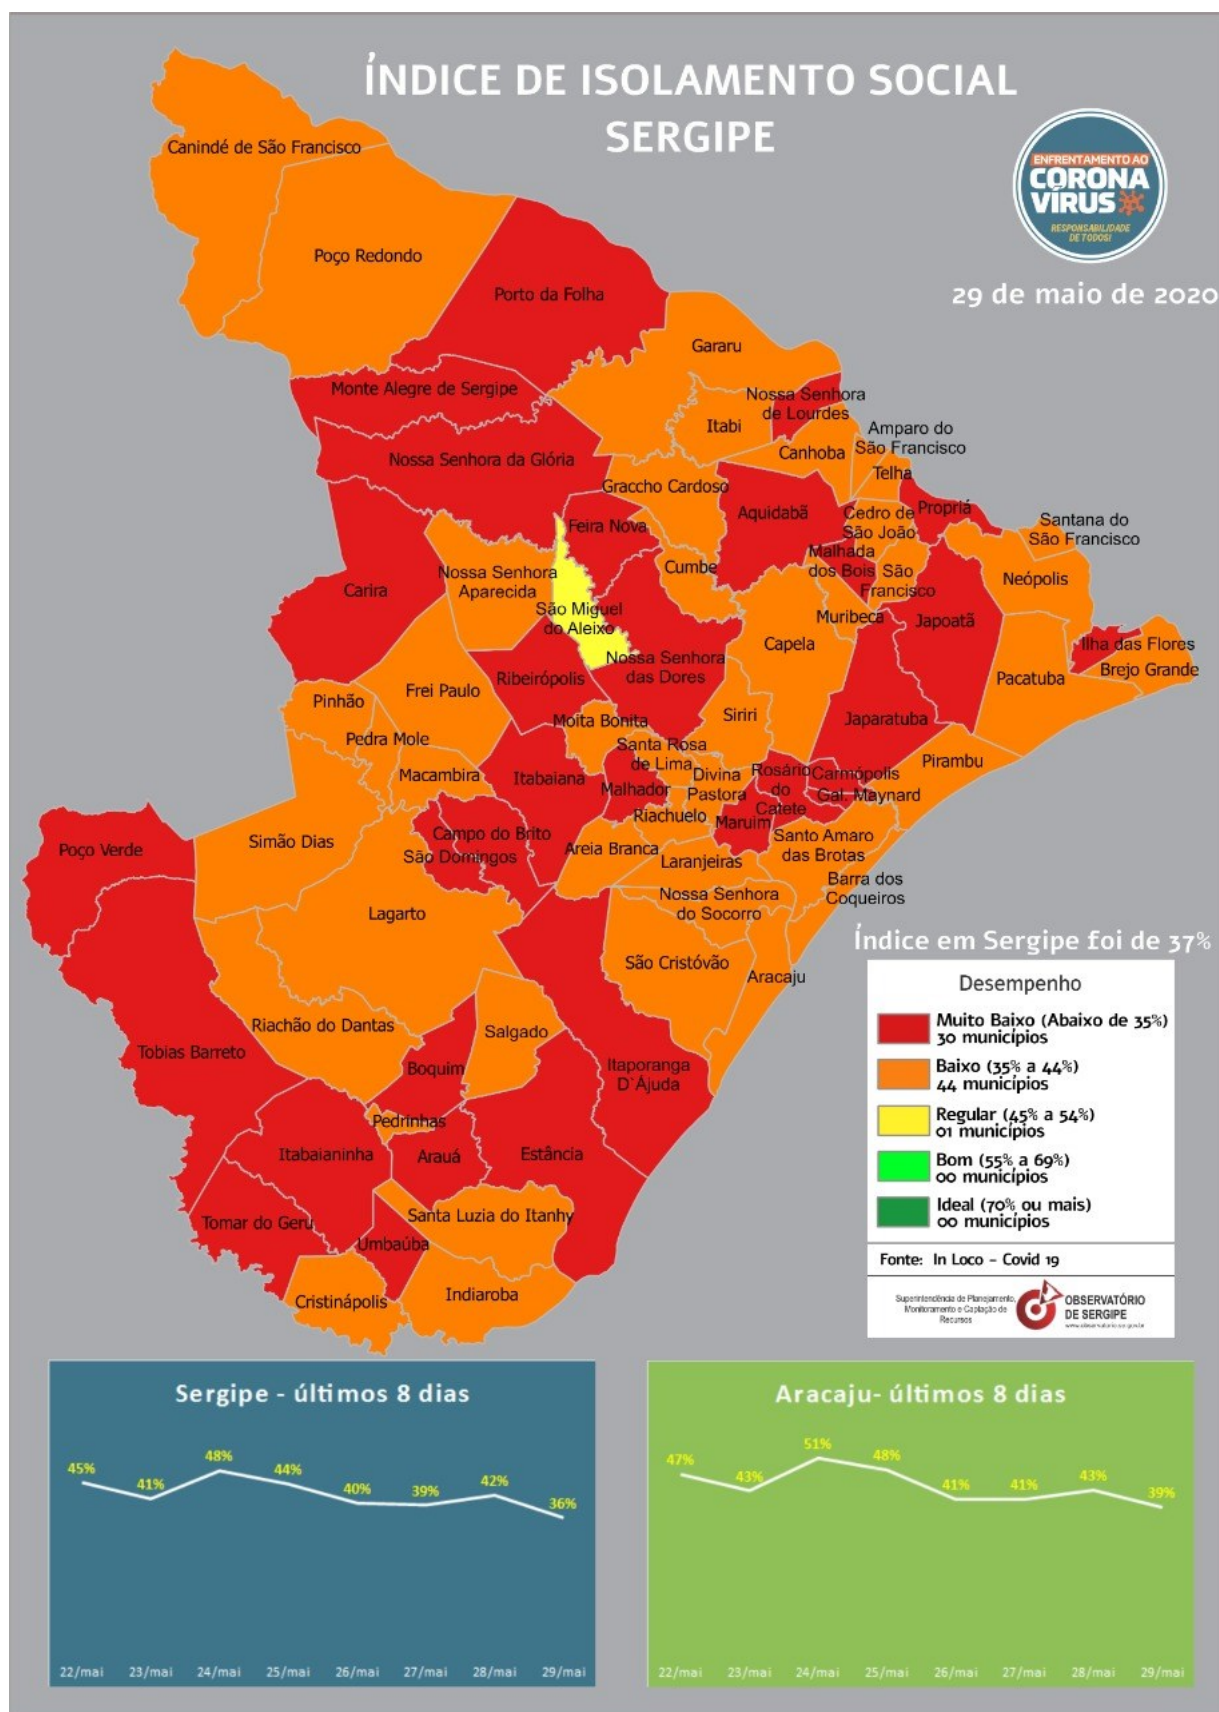 ÍNDICE DE ISOLAMENTO SOCIAL
SERGIPE
ENFRENTAMENTO AO
CORONA
VÍRUS
RESPONSABILIDADE
DE TODOS!
29 de maio de 2020
Canindé de São Francisco
Poço Redondo
Porto da Folha
Gararu
Monte Alegre de Sergipe
Nossa Senhora
de Lourdes
Itabi
Amparo do
São Francisco
Canhoba
Telha
Nossa Senhora da Glória
Graccho Cardoso
Aquidabã
Cedro de
São João
Propriá
Santana do
São Francisco
Feira Nova
Malhada
dos Bois
São
Francisco
Neópolis
Cumbe
Nossa Senhora
Aparecida
Carira
São Miguel
do Aleixo
Muribeca
Japoatã
Capela
Ilha das Flores
Brejo Grande
Nossa Senhora
das Dores
Pacatuba
Ribeirópolis
Frei Paulo
Pinhão
Siriri
Japaratuba
Moita Bonita
Pedra Mole
Santa Rosa
de Lima
Pirambu
Macambira
Itabaiana
Malhador
Divina
Pastora
Rosário
do
Catete
Carmópolis
Gal. Maynard
Riachuelo
Maruim
Santo Amaro
das Brotas
Poço Verde
Simão Dias
Campo do Brito
São Domingos
Areia Branca
Laranjeiras
Barra dos
Coqueiros
Nossa Senhora
do Socorro
Lagarto
São Cristóvão
Aracaju
Riachão do Dantas
Salgado
Tobias Barreto
Boquim
Itaporanga
D`Ájuda
Pedrinhas
Itabaianinha
Arauá
Estância
Tomar do Geru
Santa Luzia do Itanhy
Umbaúba
Cristinápolis
Indiaroba
Índice em Sergipe foi de 37%
Desempenho
Muito Baixo (Abaixo de 35%)
30 municípios
Baixo (35% a 44%)
44 municípios
Regular (45% a 54%)
01 municípios
Bom (55% a 69%)
00 municípios
Ideal (70% ou mais)
00 municípios
Fonte: In Loco - Covid 19
Superintendência de Planejamento,
Monitoramento e Captação de
Recursos
OBSERVATÓRIO
DE SERGIPE
www.observatorio.se.gov.br
Sergipe - últimos 8 dias
45%
41%
48%
44%
40%
39%
42%
36%
22/mai
23/mai
24/mai
25/mai
26/mai
27/mai
28/mai
29/mai
Aracaju- últimos 8 dias
47%
43%
51%
48%
41%
41%
43%
39%
22/mai
23/mai
24/mai
25/mai
26/mai
27/mai
28/mai
29/mai